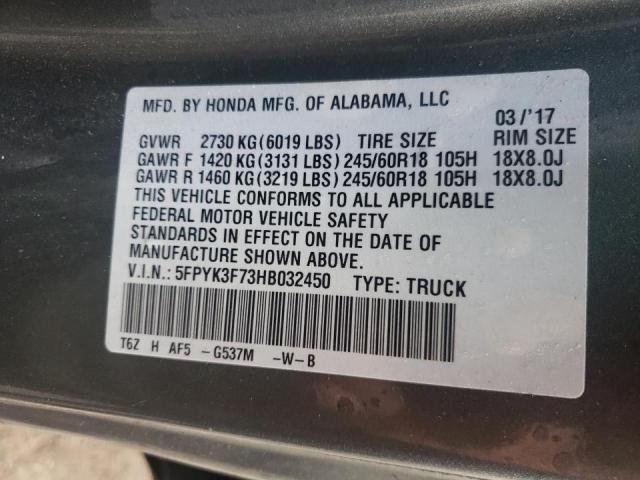 MFD. BY HONDA MFG. OF ALABAMA, LLC 03/'17
GVWR 2730 KG (6019 LBS) TIRE SIZE RIM SIZE
GAWR F 1420 KG (3131 LBS) 245/60R18 105H 18X8.0J
GAWR R 1460 KG (3219 LBS) 245/60R18 105H 18X8.0J
THIS VEHICLE CONFORMS TO ALL APPLICABLE
FEDERAL MOTOR VEHICLE SAFETY
STANDARDS IN EFFECT ON THE DATE OF
MANUFACTURE SHOWN ABOVE.
V.I.N.: 5FPYK3F73HB032450 TYPE: TRUCK
T6Z H AF5 -G537M -W-B